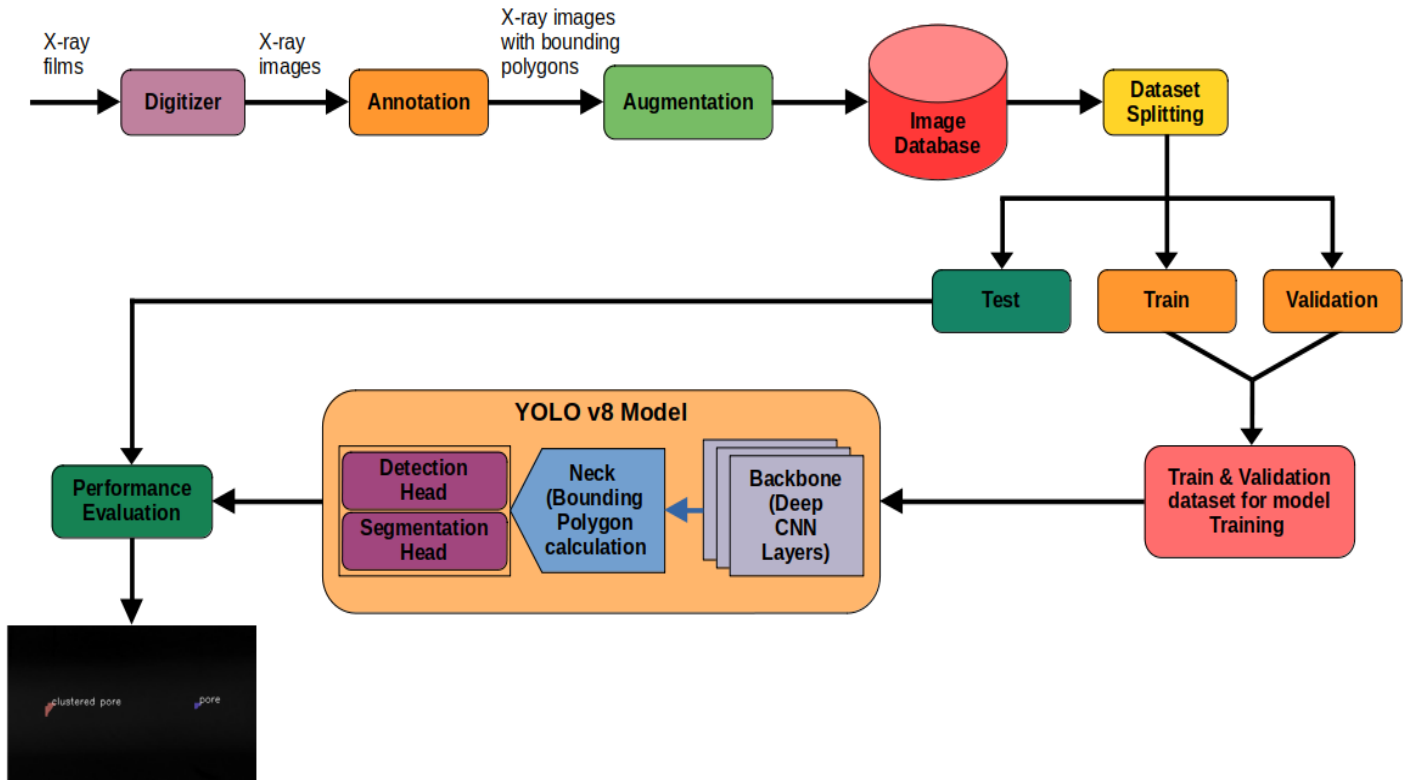 X-ray
films
X-ray
images
X-ray images
with bounding
polygons
Digitizer
Annotation
Augmentation
Image
Database
Dataset
Splitting
Test
Train
Validation
YOLO v8 Model
Detection
Head
Segmentation
Head
Neck
(Bounding
Polygon
calculation)
Backbone
(Deep
CNN
Layers)
Train & Validation
dataset for model
Training
Performance
Evaluation
clustered pore
pore